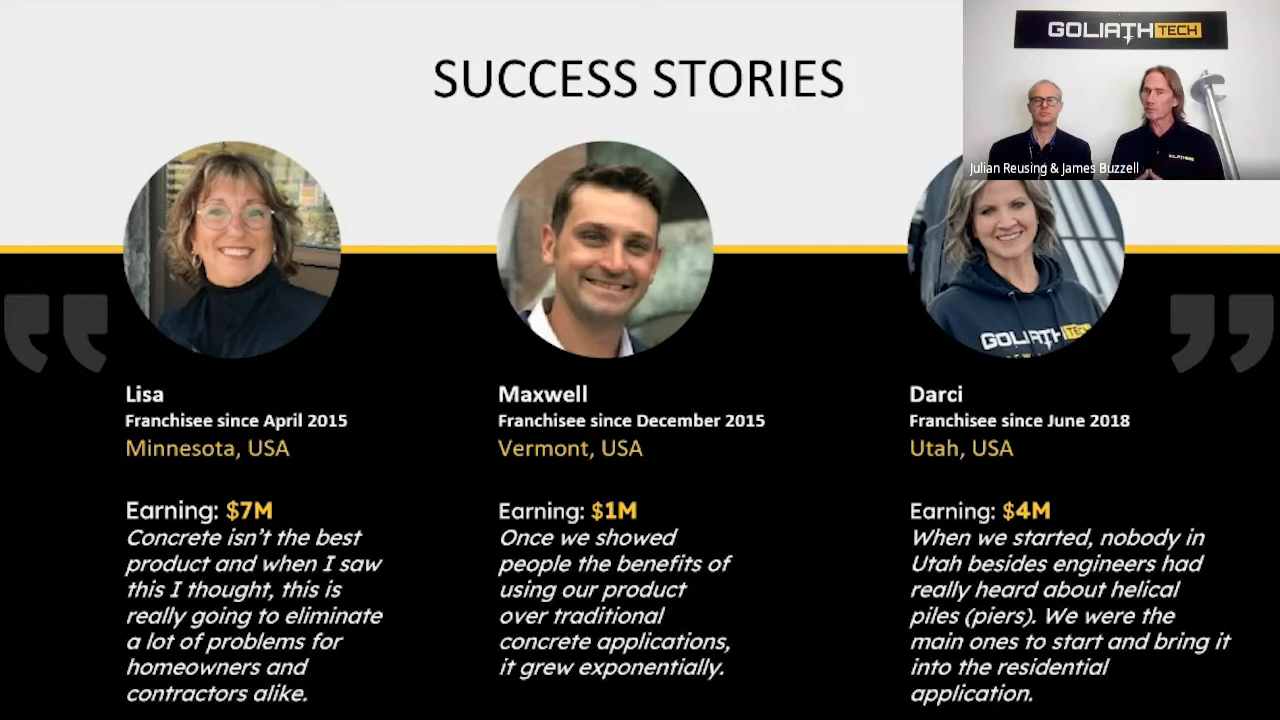 SUCCESS STORIES
GOLIATH TECH
GOLIATH
Julian Reusing & James Buzzell
GOLIATH TECH
Lisa
Franchisee since April 2015
Minnesota, USA
Earning: $7M
Concrete isn't the best
product and when I saw
this I thought, this is
really going to eliminate
a lot of problems for
homeowners and
contractors alike.
Maxwell
Franchisee since December 2015
Vermont, USA
Earning: $1M
Once we showed
people the benefits of
using our product
over traditional
concrete applications,
it grew exponentially.
Darci
Franchisee since June 2018
Utah, USA
Earning: $4M
When we started, nobody in
Utah besides engineers had
really heard about helical
piles (piers). We were the
main ones to start and bring it
into the residential
application.